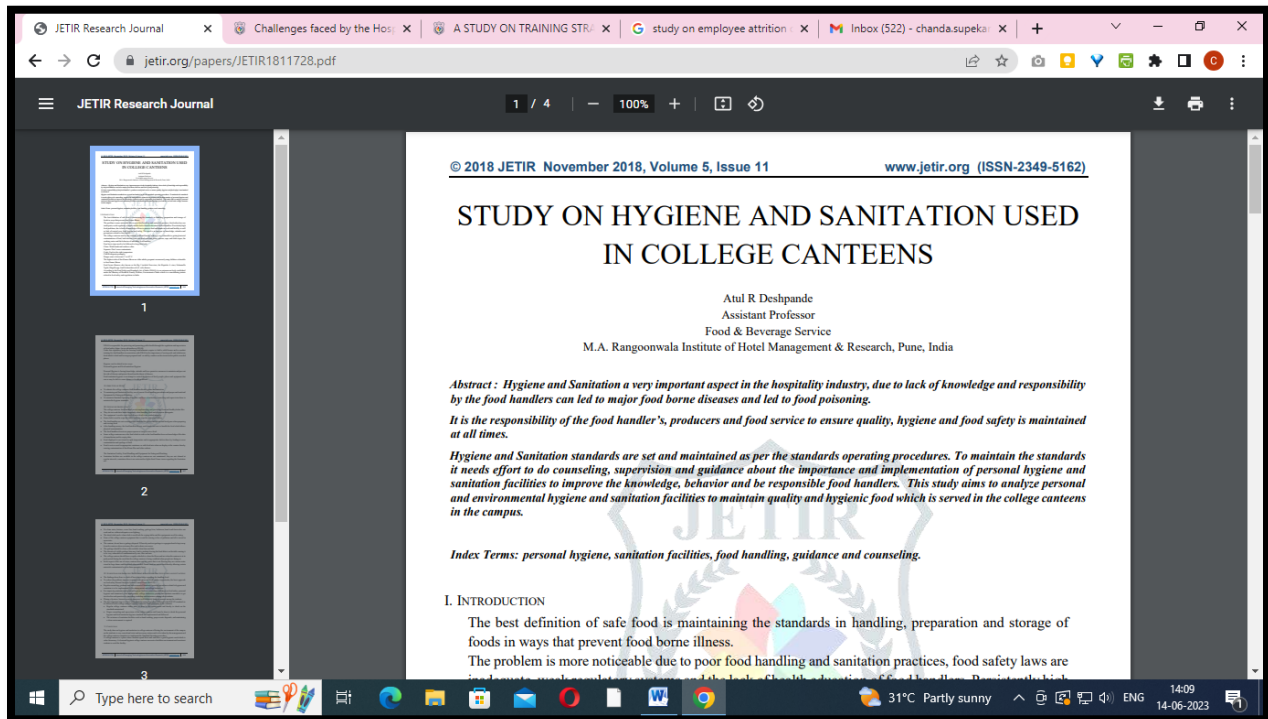 JETIR Research Journal
Challenges faced by the Hosp
A STUDY ON TRAINING STRA
study on employee attrition
Inbox (522) - chanda.supekar
jetir.org/papers/JETIR1811728.pdf
C
JETIR Research Journal
1 / 4
100%
© 2018 JETIR November 2018, Volume 5, Issue 11 www.jetir.org (ISSN-2349-5162)
STUDY ON HYGIENE AND SANITATION USED
IN COLLEGE CANTEENS
Atul R Deshpande
Assistant Professor
Food & Beverage Service
M.A. Rangoonwala Institute of Hotel Management & Research, Pune, India
Abstract : Hygiene and Sanitation a very important aspect in the hospitality industry, due to lack of knowledge and responsibility
by the food handlers can led to major food borne diseases and led to food poisoning.
It is the responsibility of the food handler's, producers and food service to ensure quality, hygiene and food safety is maintained
at all times.
Hygiene and Sanitation standards are set and maintained as per the standards operating procedures. To maintain the standards
it needs effort to do counseling, supervision and guidance about the importance and implementation of personal hygiene and
sanitation facilities to improve the knowledge, behavior and be responsible food handlers. This study aims to analyze personal
and environmental hygiene and sanitation facilities to maintain quality and hygienic food which is served in the college canteens
in the campus.
JETIR
Index Terms: personal hygiene, sanitation facilities, food handling, guidance and counseling.
I. INTRODUCTION
The best definition of safe food is maintaining the standards in handling, preparation and storage of
foods in ways that prevent food borne illness.
The problem is more noticeable due to poor food handling and sanitation practices, food safety laws are
1
2
3
Type here to search
31°C Partly sunny
ENG
14:09
14-06-2023
1